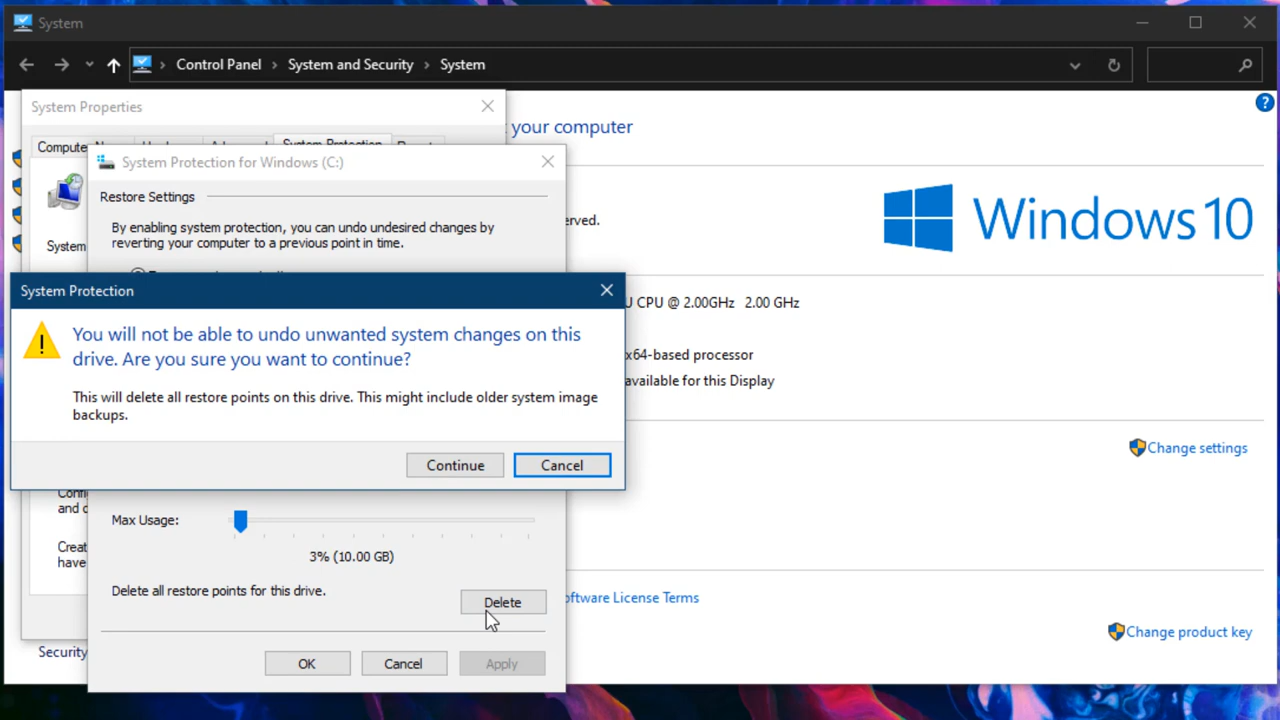 System
Control Panel › System and Security › System
System Properties
your computer
Compute
System Protection
System Protection for Windows (C:)
Restore Settings
By enabling system protection, you can undo undesired changes by
reverting your computer to a previous point in time.
erved.
Windows 10
System
System Protection
U CPU @ 2.00GHz 2.00 GHz
You will not be able to undo unwanted system changes on this
drive. Are you sure you want to continue?
x64-based processor
available for this Display
This will delete all restore points on this drive. This might include older system image
backups.
Change settings
Continue Cancel
Confi
and d
Max Usage:
Creat
have
3% (10.00 GB)
Delete all restore points for this drive.
Delete
oftware License Terms
Change product key
Security
OK Cancel Apply